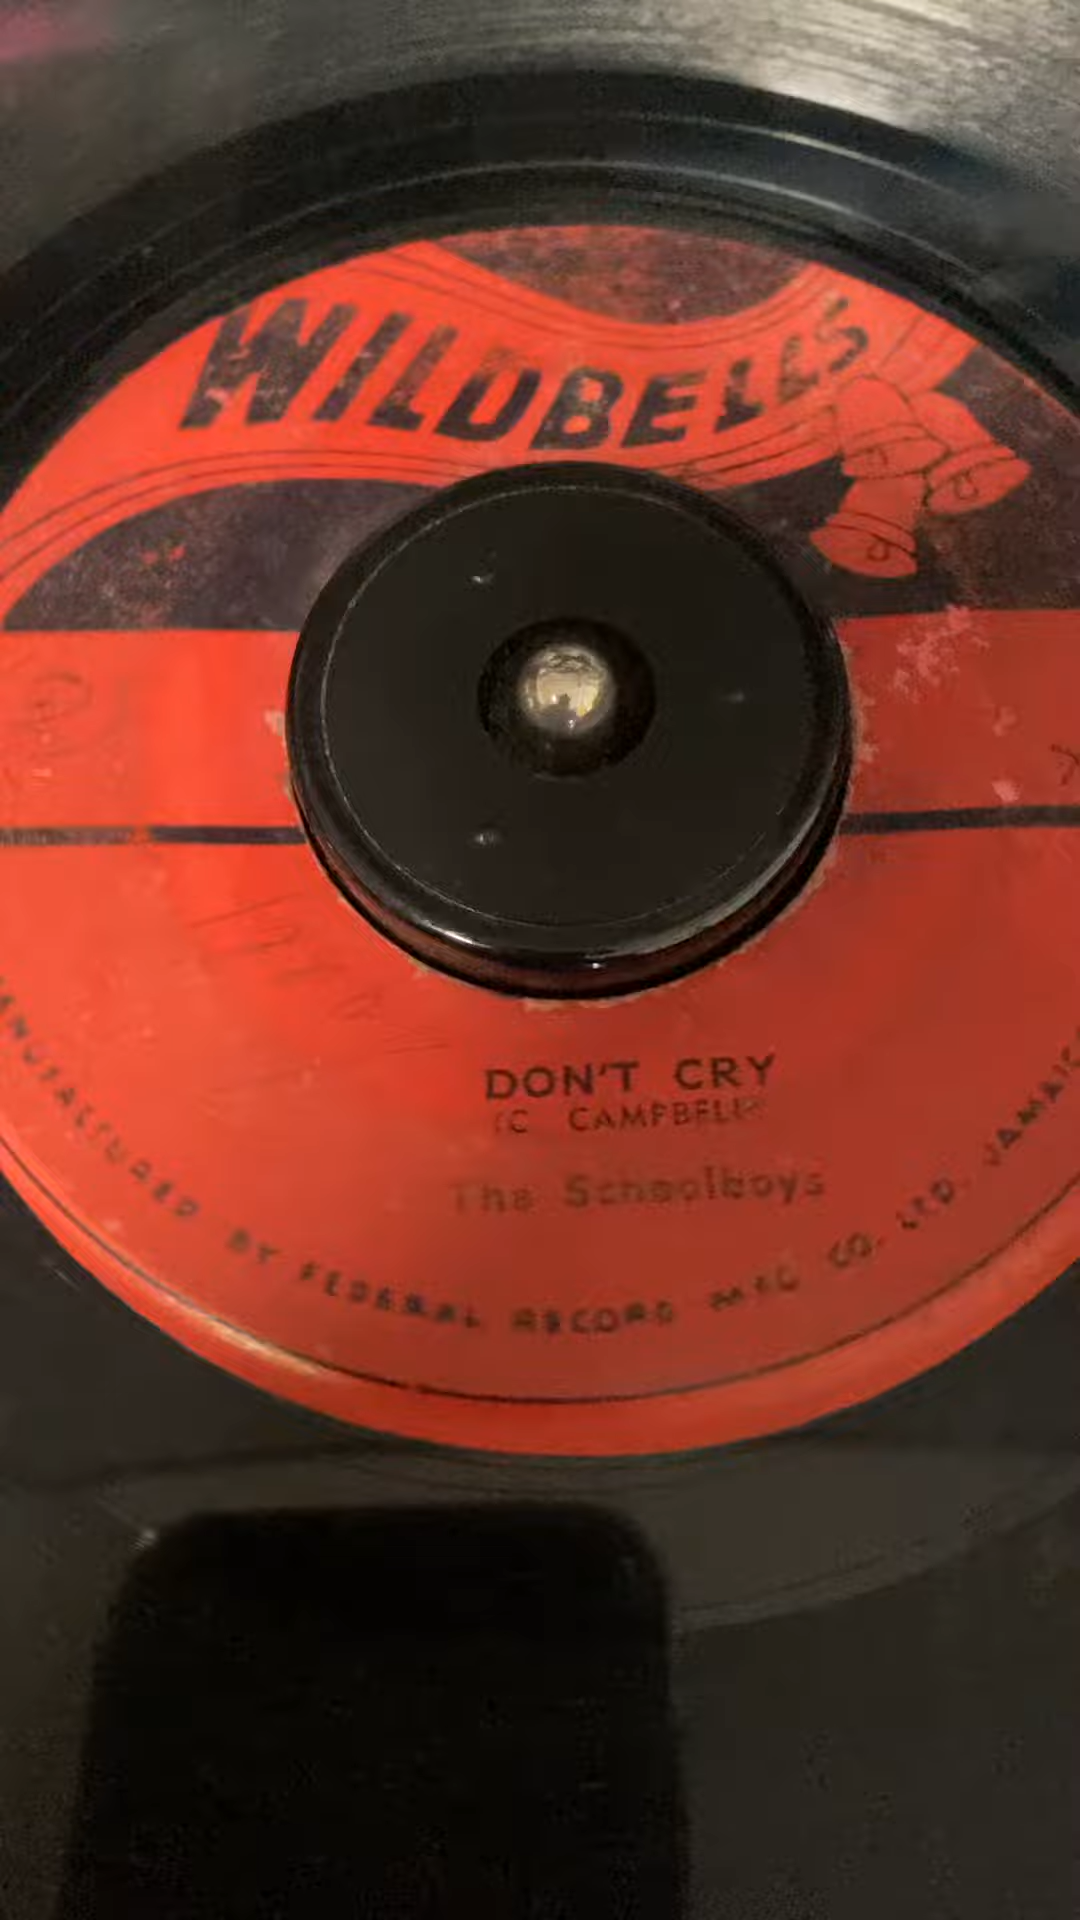 WILDBELLS
DON'T CRY
(C CAMPBELL)
The Schoolboys
MANUFACTURED BY FEDERAL RECORD MFG CO. LTD. JAMAICA